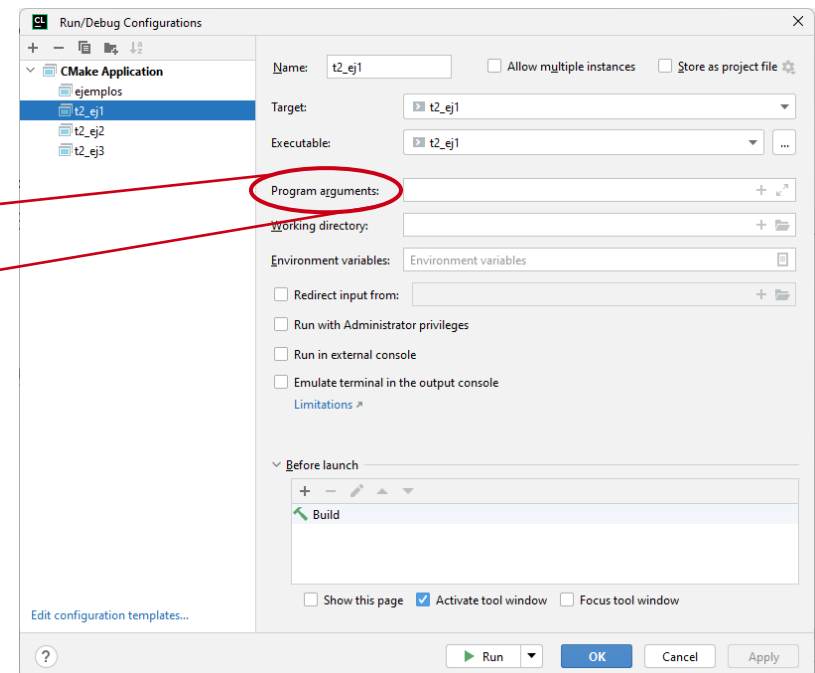 CL Run/Debug Configurations
CMake Application
ejemplos
t2_ej1
t2_ej2
t2_ej3
Edit configuration templates...
Name: t2_ej1 Allow multiple instances Store as project file
Target: t2_ej1
Executable: t2_ej1 ...
Program arguments:
Working directory:
Environment variables: Environment variables
Redirect input from:
Run with Administrator privileges
Run in external console
Emulate terminal in the output console
Limitations
Before launch
Build
Show this page Activate tool window Focus tool window
? Run OK Cancel Apply